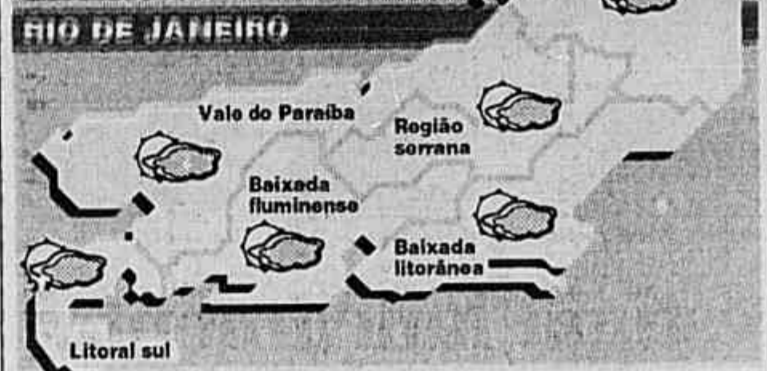 RIO DE JANEIRO
Vale do Paraíba
Região
serrana
Baixada
fluminense
Baixada
litorânea
Litoral sul